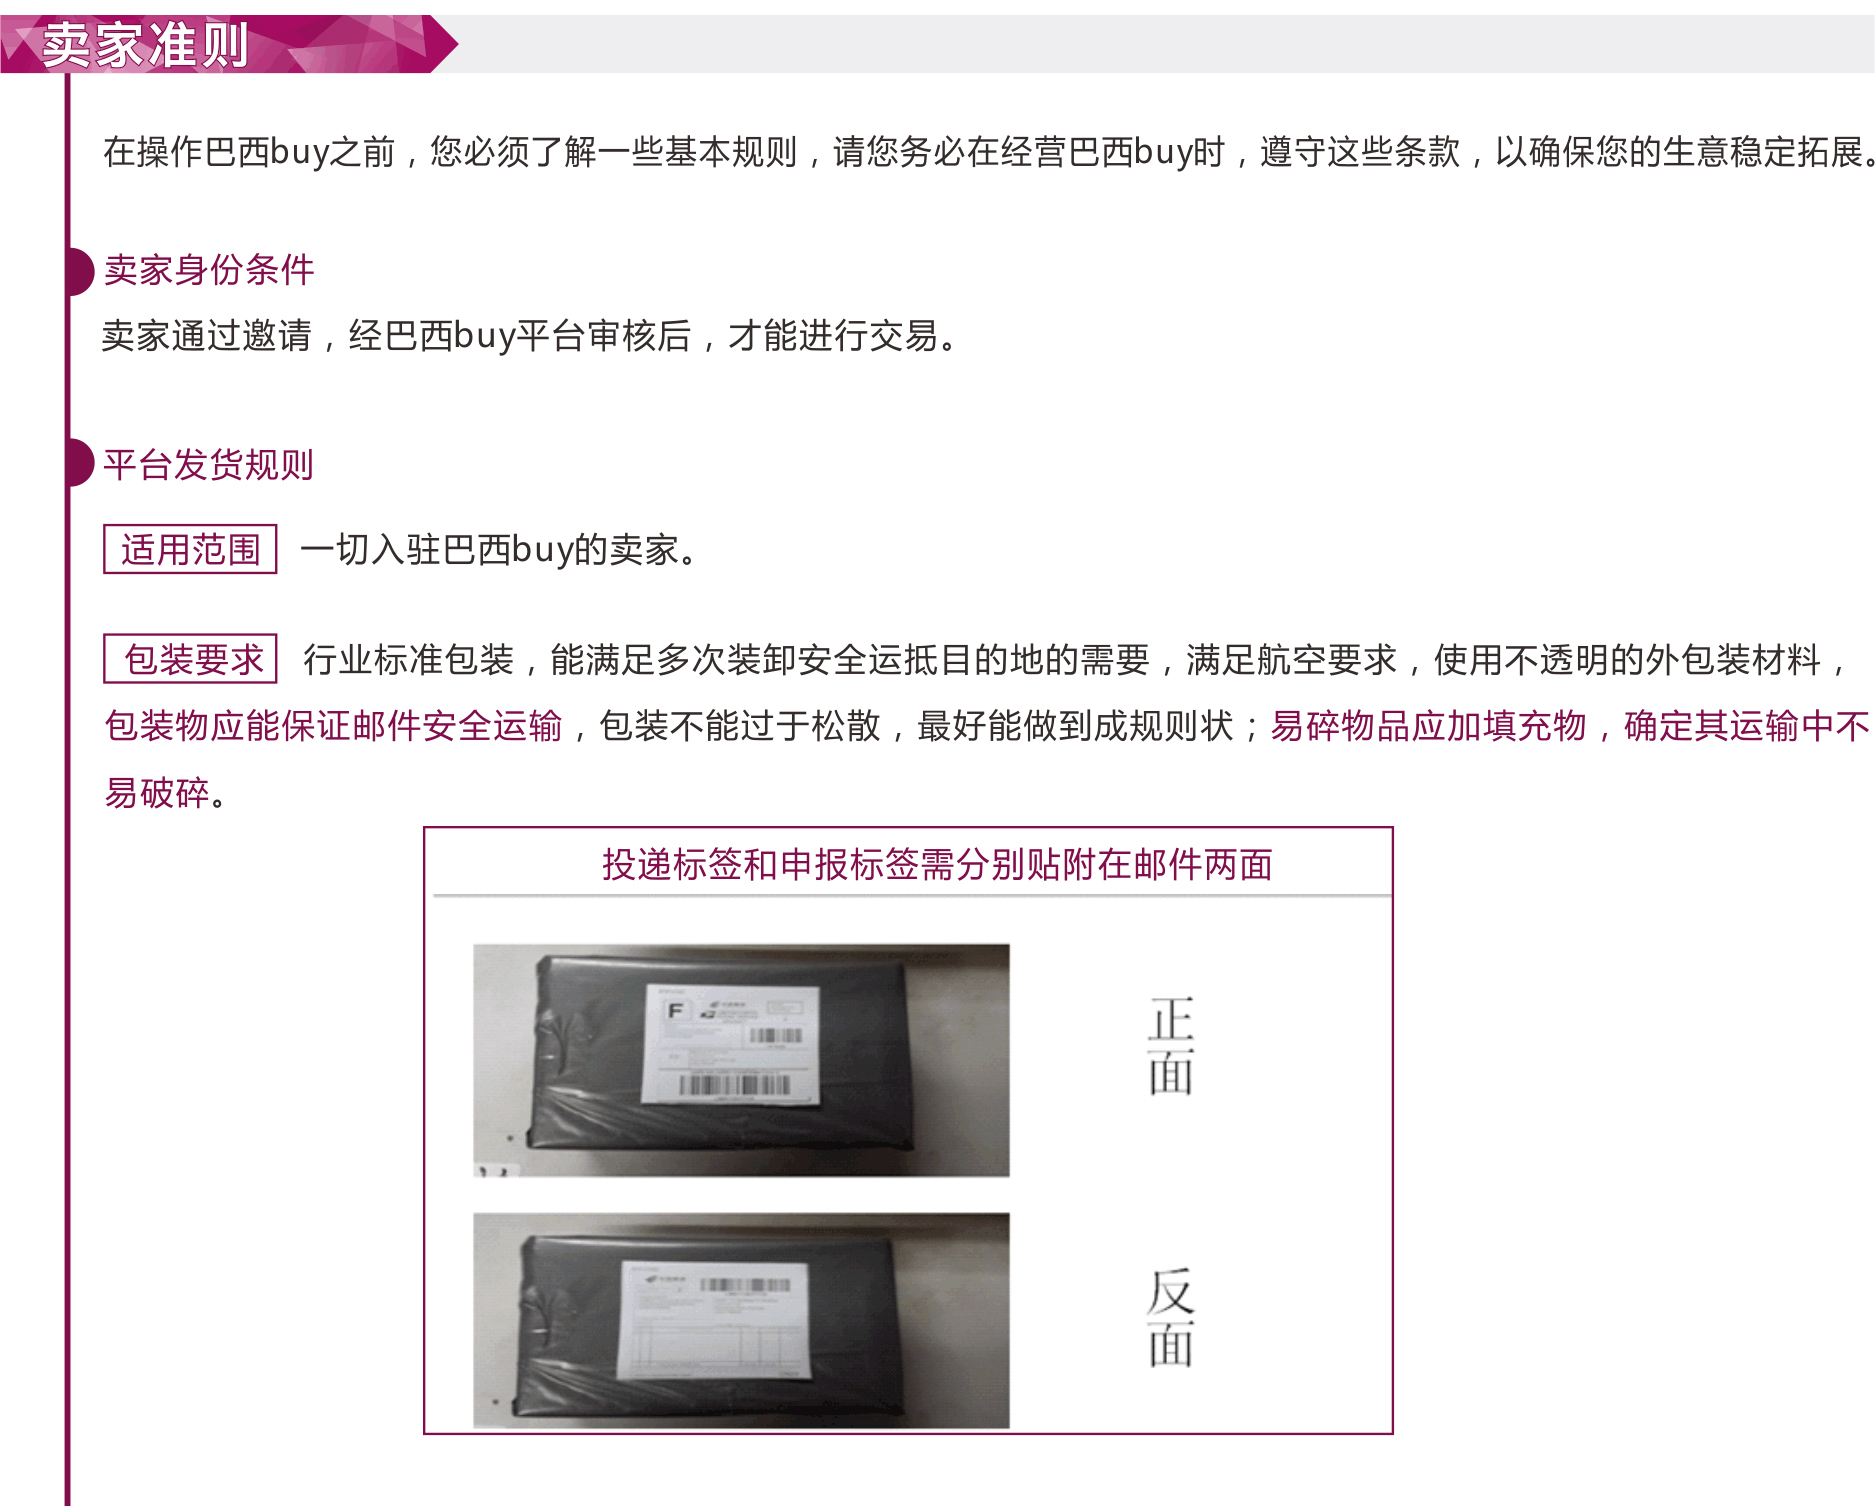 卖家准则
在操作巴西buy之前，您必须了解一些基本规则，请您务必在经营巴西buy时，遵守这些条款，以确保您的生意稳定拓展。
卖家身份条件
卖家通过邀请，经巴西buy平台审核后，才能进行交易。
平台发货规则
适用范围 一切入驻巴西buy的卖家。
包装要求 行业标准包装，能满足多次装卸安全运抵目的地的需要，满足航空要求，使用不透明的外包装材料，
包装物应能保证邮件安全运输，包装不能过于松散，最好能做到成规则状；易碎物品应加填充物，确定其运输中不
易破碎。
投递标签和申报标签需分别贴附在邮件两面
F
正面
反面